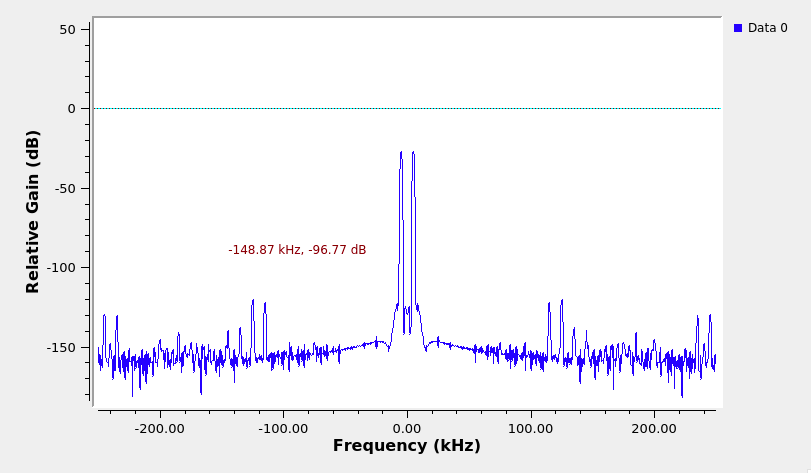 50
Data 0
0
-50
-148.87 kHz, -96.77 dB
-100
-150
Relative Gain (dB)
-200.00 -100.00 0.00 100.00 200.00
Frequency (kHz)